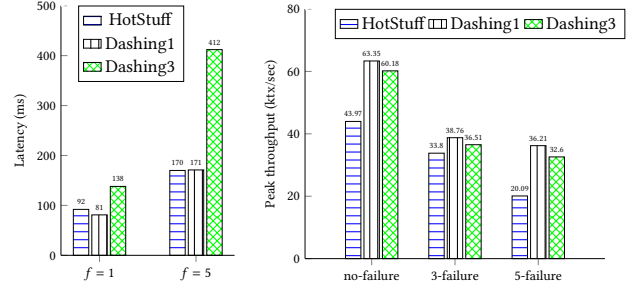 500
400
300
200
100
0
Latency (ms)
HotStuff
Dashing1
Dashing3
92
81
138
170
171
412
f = 1
f = 5
80
60
40
20
0
Peak throughput (ktx/sec)
HotStuff Dashing1 Dashing3
43.97
63.35
60.18
33.8
38.76
36.51
20.09
36.21
32.6
no-failure 3-failure 5-failure